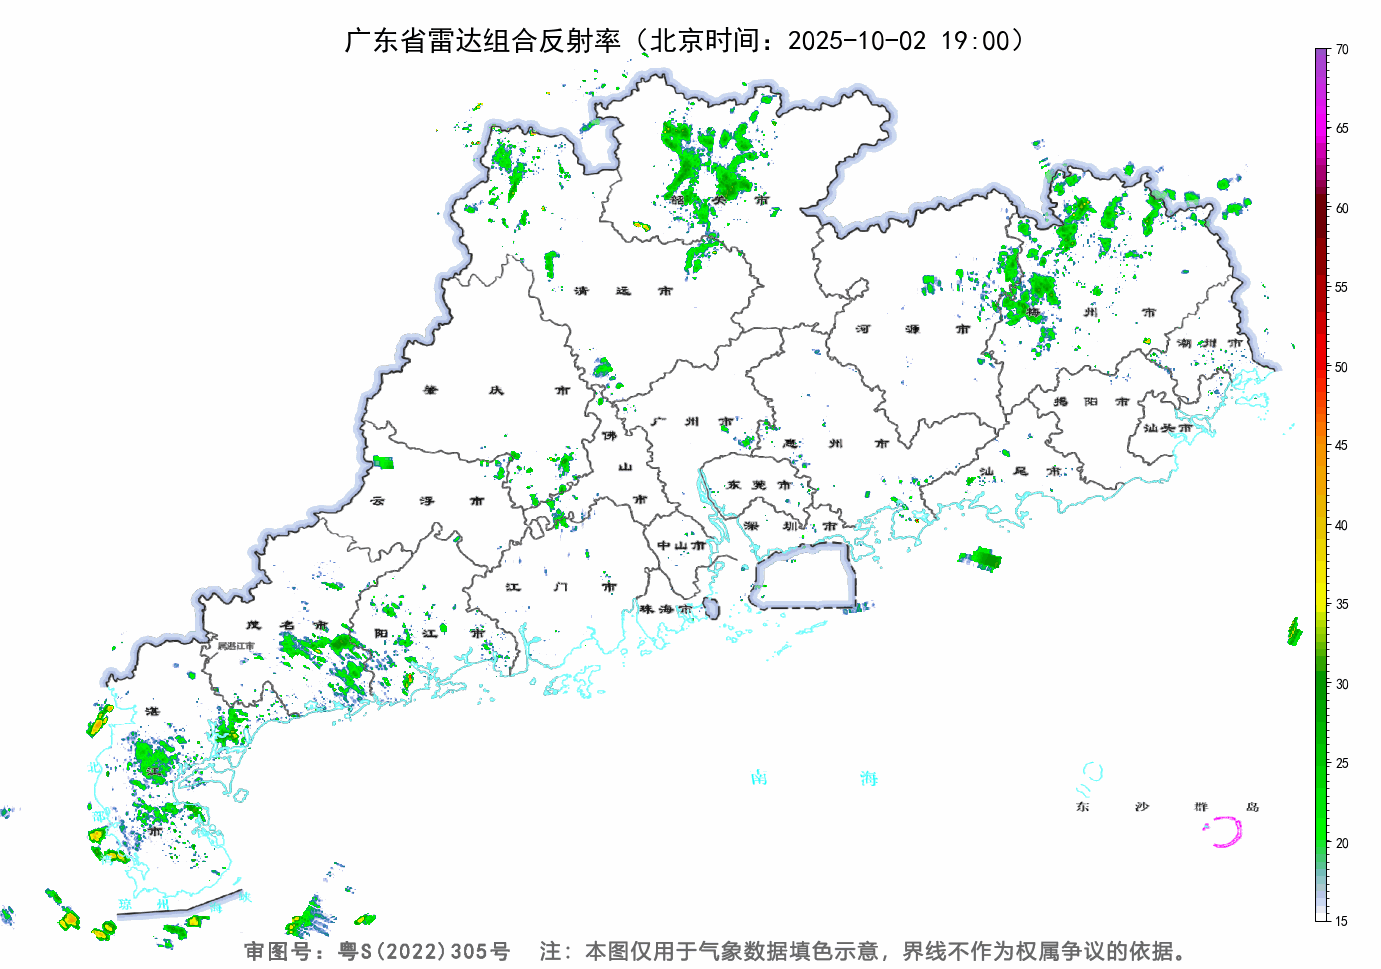 广东省雷达组合反射率（北京时间：2025-10-02 19:00）
70
65
60
55
50
45
40
35
30
25
20
15
韶关市
清远市
河源市
梅州市
潮州市
肇庆市
揭阳市
广州市
汕头市
佛山市
惠州市
汕尾市
云浮市
东莞市
深圳市
中山市
江门市
珠海市
茂名市
阳江市
属湛江市
湛江市
南海
东沙群岛
北部湾
琼州海峡
审图号：粤S(2022)305号 注：本图仅用于气象数据填色示意，界线不作为权属争议的依据。